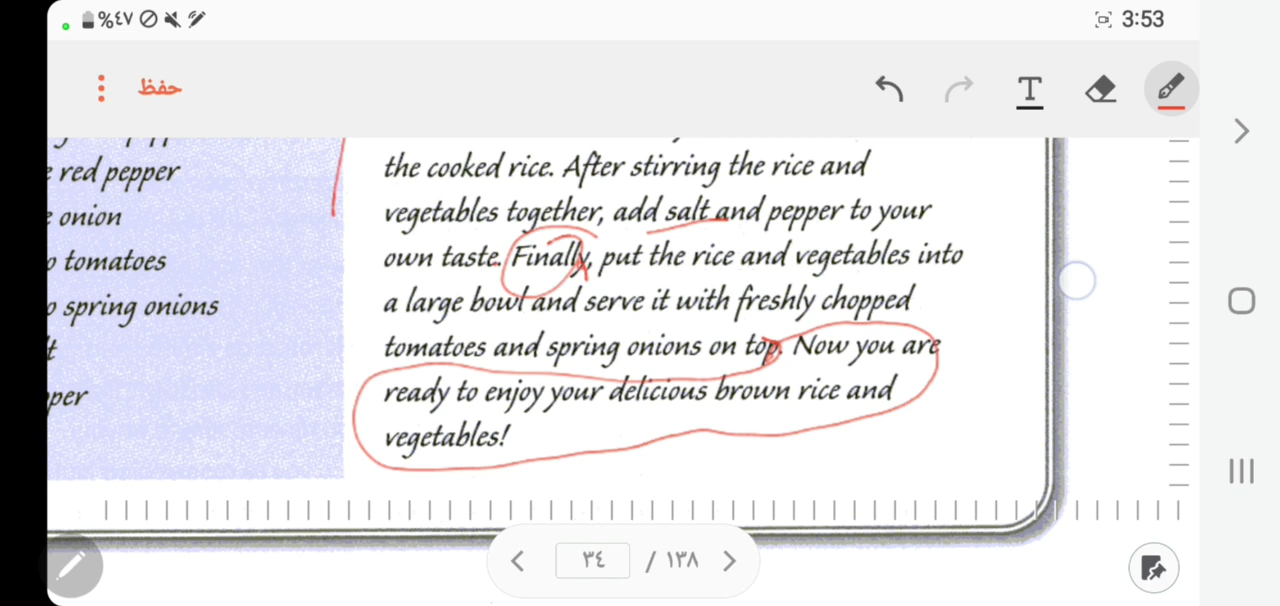 %٤٧
3:53
حفظ
T
red pepper
onion
tomatoes
spring onions
the cooked rice. After stirring the rice and
vegetables together, add salt and pepper to your
own taste. Finally, put the rice and vegetables into
a large bowl and serve it with freshly chopped
tomatoes and spring onions on top. Now you are
ready to enjoy your delicious brown rice and
vegetables!
٣٤ / ١٣٨